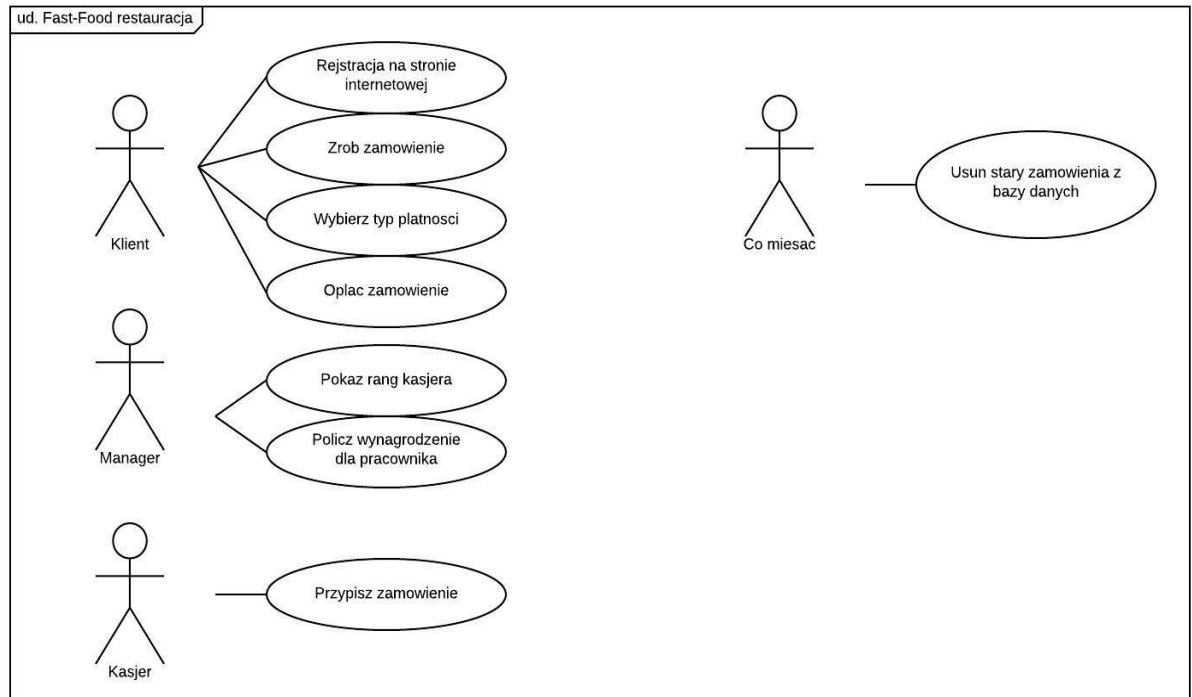 ud. Fast-Food restauracja
Rejstracja na stronie
internetowej
Zrob zamowienie
Wybierz typ platnosci
Oplac zamowienie
Klient
Pokaz rang kasjera
Policz wynagrodzenie
dla pracownika
Manager
Przypisz zamowienie
Kasjer
Usun stary zamowienia z
bazy danych
Co miesac